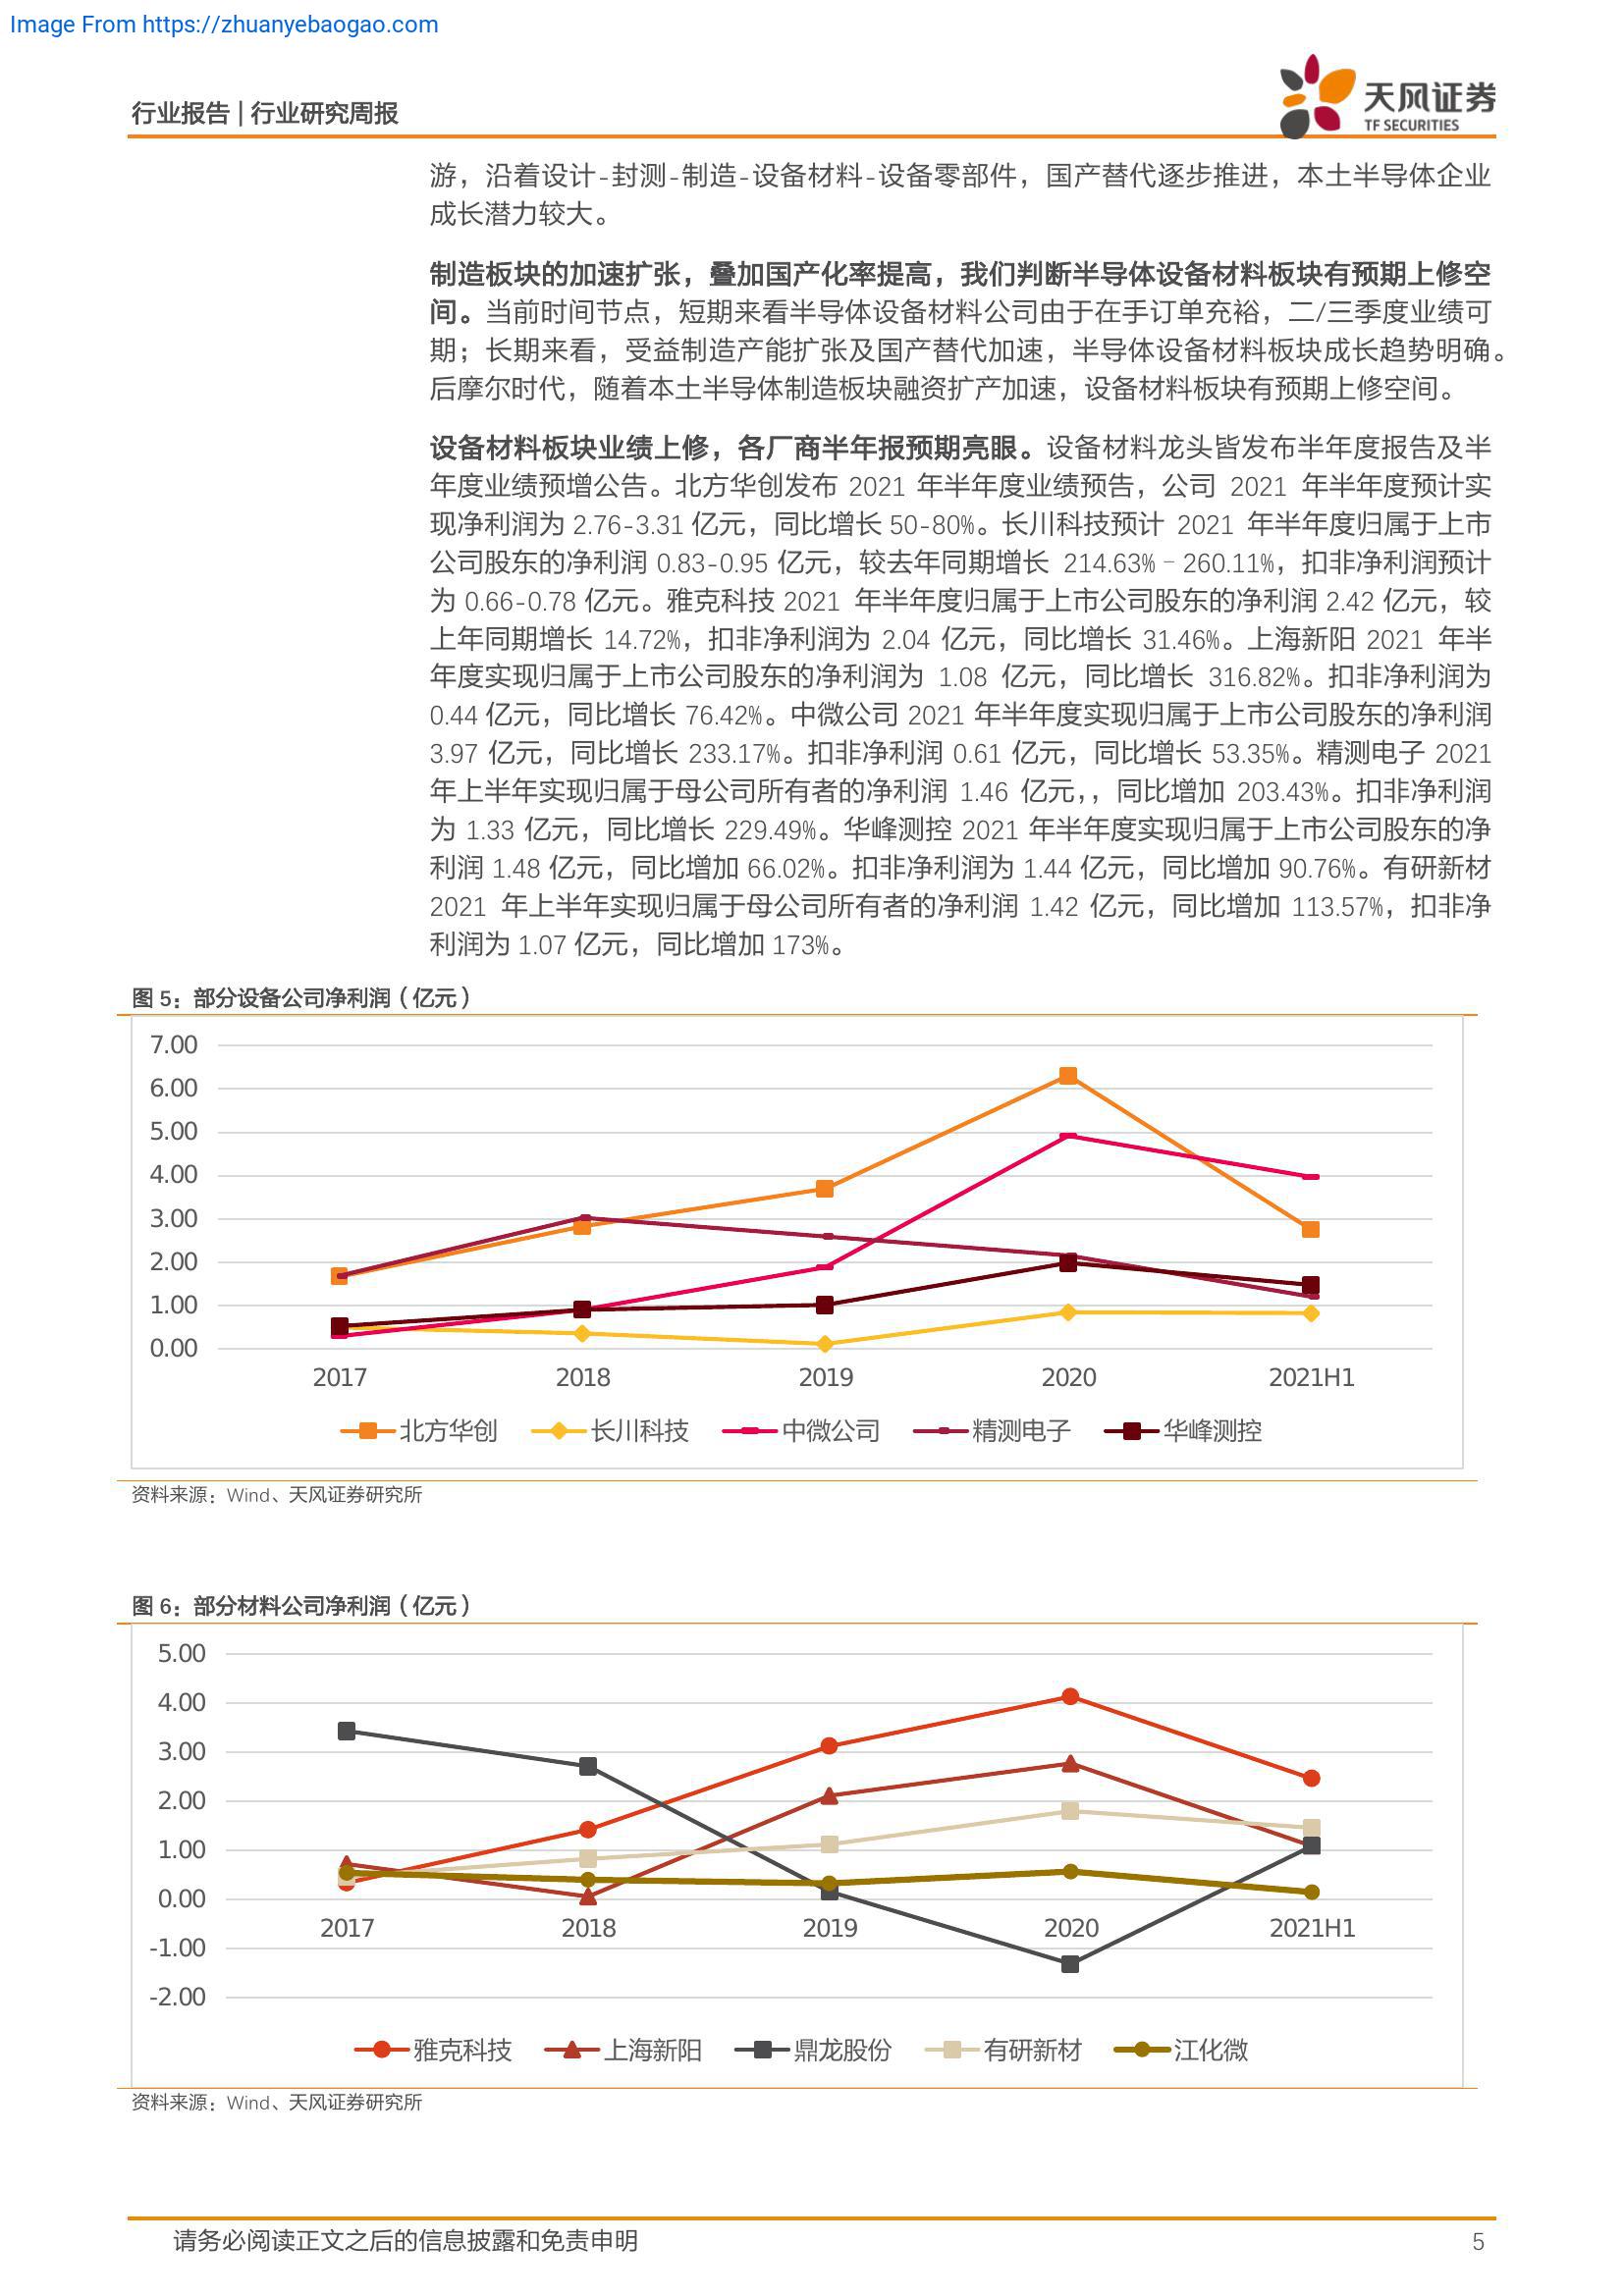 Image From https://zhuanyebaogao.com
行业报告 | 行业研究周报
天风证券
TF SECURITIES
游，沿着设计-封测-制造-设备材料-设备零部件，国产替代逐步推进，本土半导体企业
成长潜力较大。
制造板块的加速扩张，叠加国产化率提高，我们判断半导体设备材料板块有预期上修空
间。当前时间节点，短期来看半导体设备材料公司由于在手订单充裕，二/三季度业绩可
期；长期来看，受益制造产能扩张及国产替代加速，半导体设备材料板块成长趋势明确。
后摩尔时代，随着本土半导体制造板块融资扩产加速，设备材料板块有预期上修空间。
设备材料板块业绩上修，各厂商半年报预期亮眼。设备材料龙头皆发布半年度报告及半
年度业绩预增公告。北方华创发布 2021 年半年度业绩预告，公司 2021 年半年度预计实
现净利润为 2.76-3.31 亿元，同比增长 50-80%。长川科技预计 2021 年半年度归属于上市
公司股东的净利润 0.83-0.95 亿元，较去年同期增长 214.63%–260.11%，扣非净利润预计
为 0.66-0.78 亿元。雅克科技 2021 年半年度归属于上市公司股东的净利润 2.42 亿元，较
上年同期增长 14.72%，扣非净利润为 2.04 亿元，同比增长 31.46%。上海新阳 2021 年半
年度实现归属于上市公司股东的净利润为 1.08 亿元，同比增长 316.82%。扣非净利润为
0.44 亿元，同比增长 76.42%。中微公司 2021 年半年度实现归属于上市公司股东的净利润
3.97 亿元，同比增长 233.17%。扣非净利润 0.61 亿元，同比增长 53.35%。精测电子 2021
年上半年实现归属于母公司所有者的净利润 1.46 亿元，，同比增加 203.43%。扣非净利润
为 1.33 亿元，同比增长 229.49%。华峰测控 2021 年半年度实现归属于上市公司股东的净
利润 1.48 亿元，同比增加 66.02%。扣非净利润为 1.44 亿元，同比增加 90.76%。有研新材
2021 年上半年实现归属于母公司所有者的净利润 1.42 亿元，同比增加 113.57%，扣非净
利润为 1.07 亿元，同比增加 173%。
图 5：部分设备公司净利润（亿元）
7.00
6.00
5.00
4.00
3.00
2.00
1.00
0.00
2017 2018 2019 2020 2021H1
北方华创 长川科技 中微公司 精测电子 华峰测控
资料来源：Wind、天风证券研究所
图 6：部分材料公司净利润（亿元）
5.00
4.00
3.00
2.00
1.00
0.00
2017 2018 2019 2020 2021H1
-1.00
-2.00
雅克科技 上海新阳 鼎龙股份 有研新材 江化微
资料来源：Wind、天风证券研究所
请务必阅读正文之后的信息披露和免责申明 5